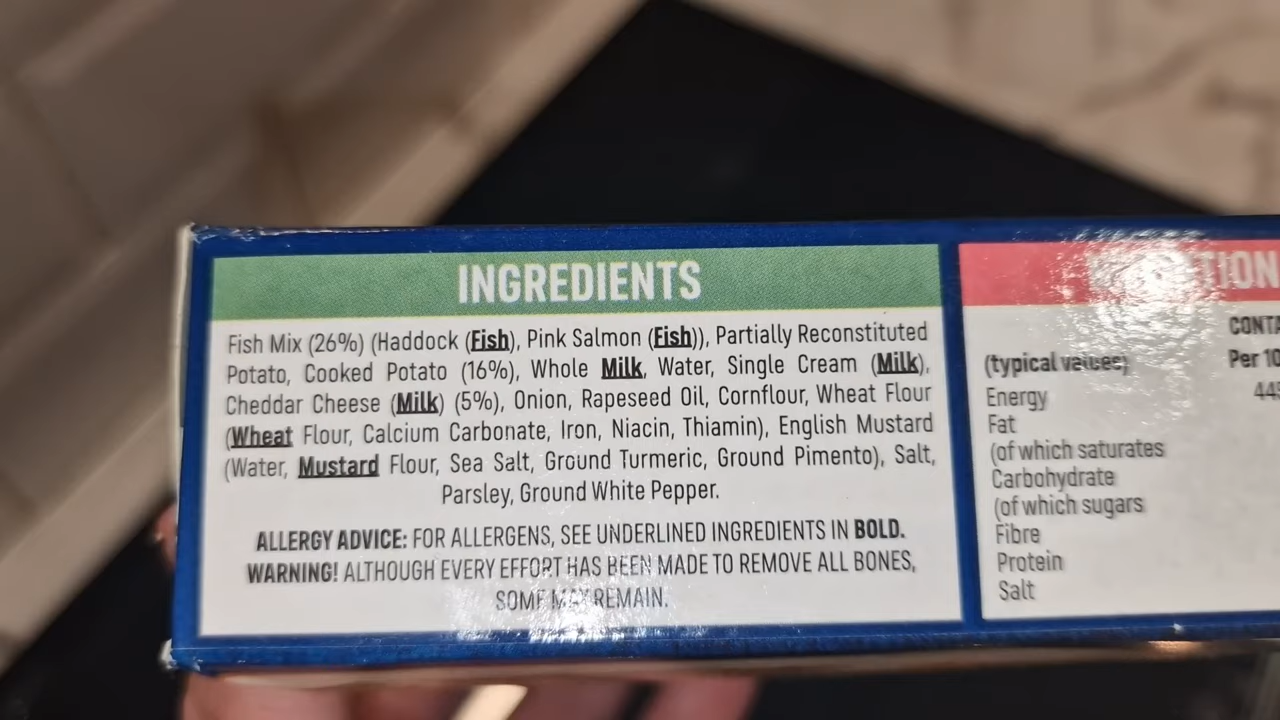 INGREDIENTS
Fish Mix (26%) (Haddock (Fish), Pink Salmon (Fish)), Partially Reconstituted
Potato, Cooked Potato (16%), Whole Milk, Water, Single Cream (Milk),
Cheddar Cheese (Milk) (5%), Onion, Rapeseed Oil, Cornflour, Wheat Flour
(Wheat Flour, Calcium Carbonate, Iron, Niacin, Thiamin), English Mustard
(Water, Mustard Flour, Sea Salt, Ground Turmeric, Ground Pimento), Salt,
Parsley, Ground White Pepper.
ALLERGY ADVICE: FOR ALLERGENS, SEE UNDERLINED INGREDIENTS IN BOLD.
WARNING! ALTHOUGH EVERY EFFORT HAS BEEN MADE TO REMOVE ALL BONES,
SOME MAY REMAIN.
(typical values)
Per
Energy
Fat
(of which saturates
Carbohydrate
(of which sugars
Fibre
Protein
Salt